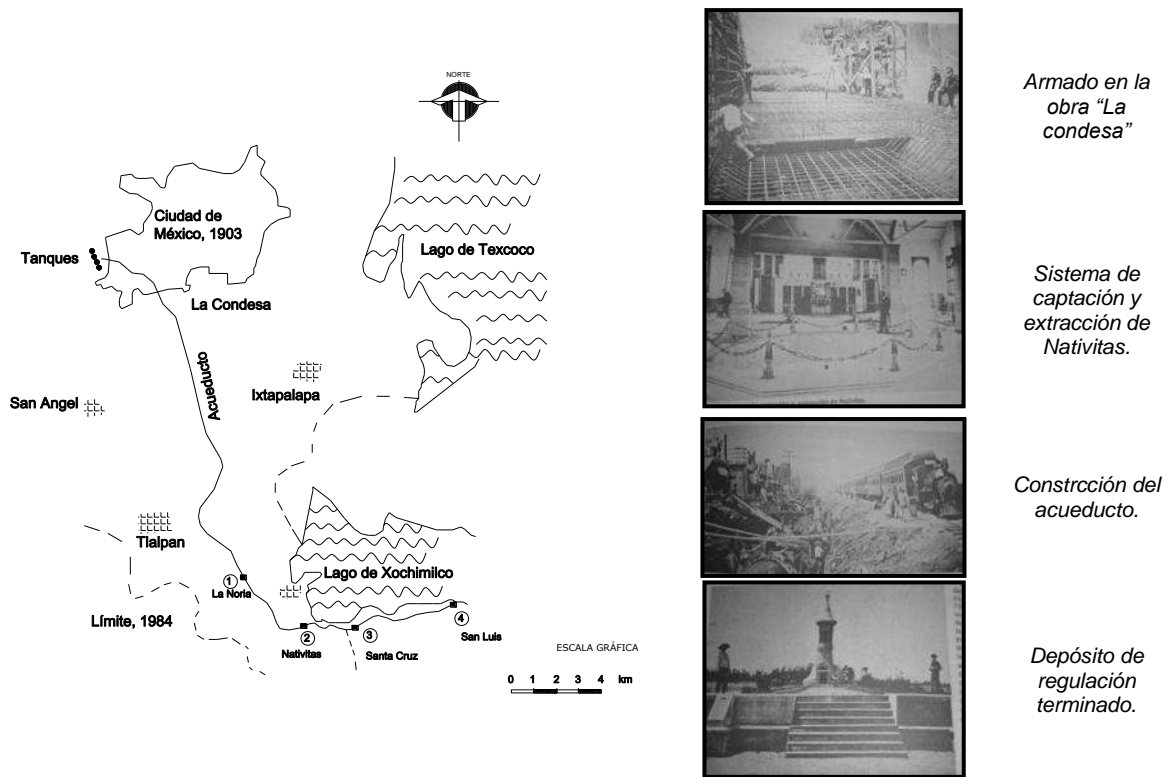 NORTE
Ciudad de
México, 1903
Tanques
Lago de Texcoco
La Condesa
Acueducto
Ixtapalapa
San Angel
Tlalpan
Lago de Xochimilco
1
La Noria
Límite, 1984
2
Nativitas
3
Santa Cruz
4
San Luis
ESCALA GRÁFICA
0 1 2 3 4 km
Armado en la
obra “La
condesa”
Sistema de
captación y
extracción de
Nativitas.
Constrcción del
acueducto.
Depósito de
regulación
terminado.